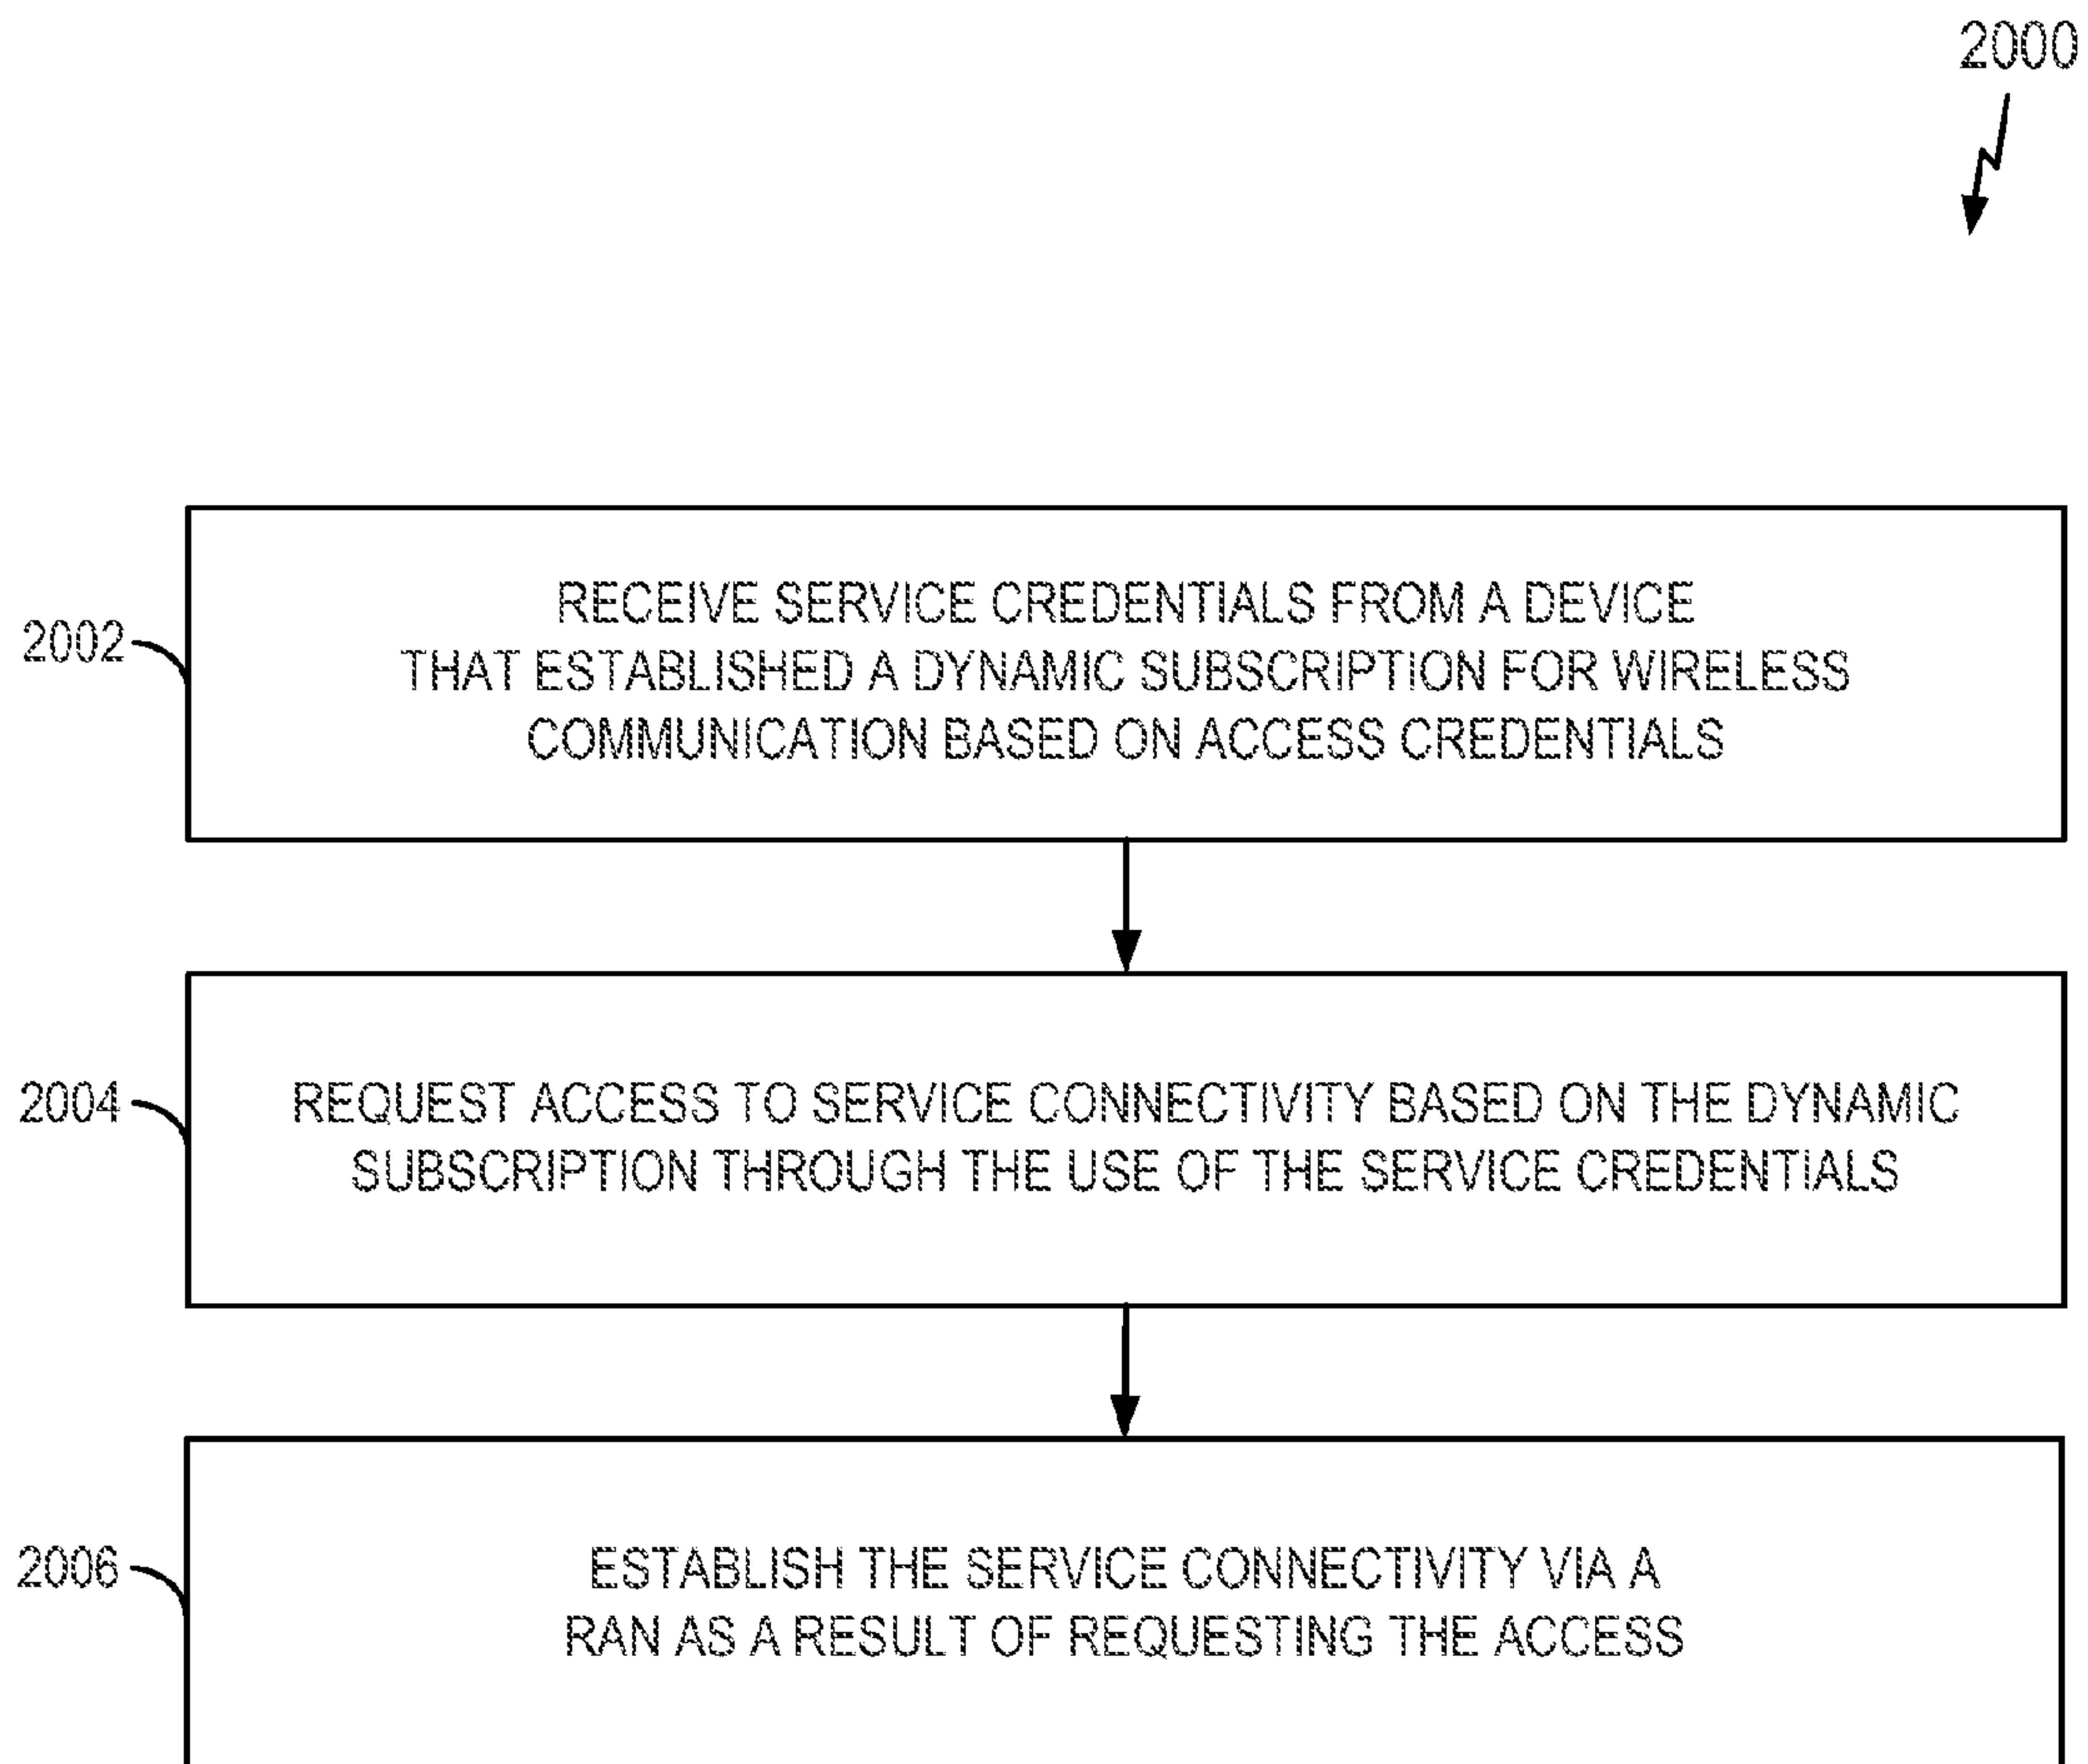 2000
2002
RECEIVE SERVICE CREDENTIALS FROM A DEVICE
THAT ESTABLISHED A DYNAMIC SUBSCRIPTION FOR WIRELESS
COMMUNICATION BASED ON ACCESS CREDENTIALS
2004
REQUEST ACCESS TO SERVICE CONNECTIVITY BASED ON THE DYNAMIC
SUBSCRIPTION THROUGH THE USE OF THE SERVICE CREDENTIALS
2006
ESTABLISH THE SERVICE CONNECTIVITY VIA A
RAN AS A RESULT OF REQUESTING THE ACCESS